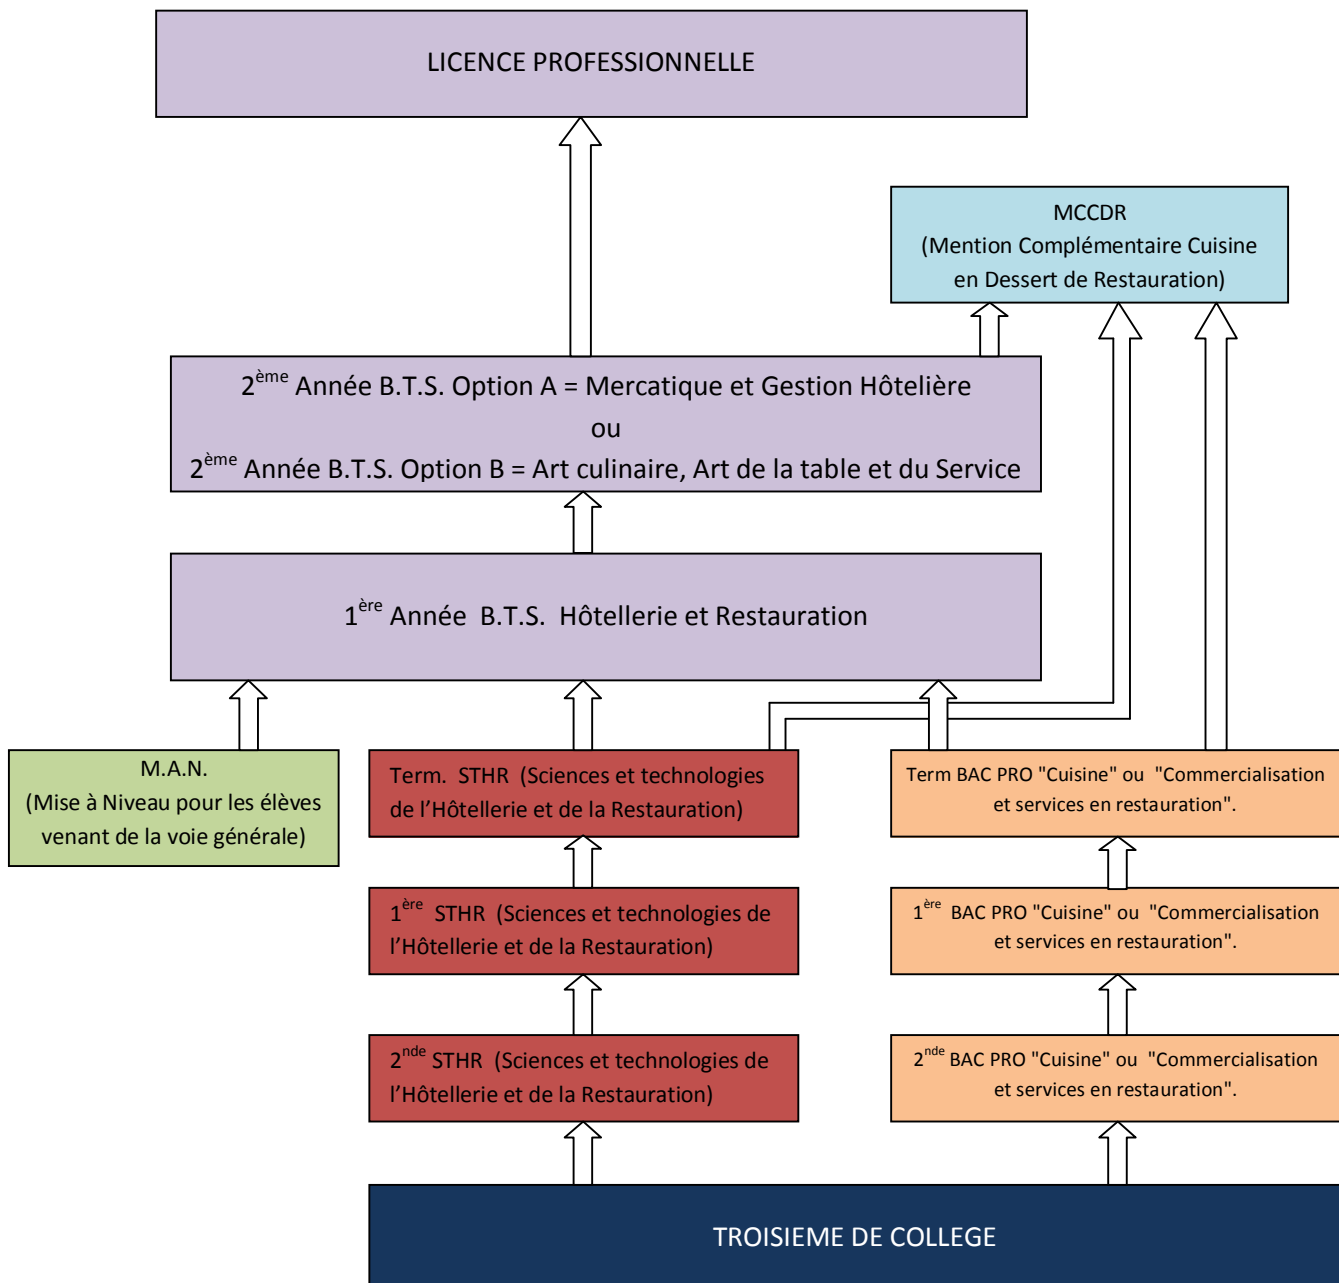 LICENCE PROFESSIONNELLE
MCCDR
(Mention Complémentaire Cuisine
en Dessert de Restauration)
2ème Année B.T.S. Option A = Mercatique et Gestion Hôtelière
ou
2ème Année B.T.S. Option B = Art culinaire, Art de la table et du Service
1ère Année B.T.S. Hôtellerie et Restauration
M.A.N.
(Mise à Niveau pour les élèves
venant de la voie générale)
Term. STHR (Sciences et technologies
de l'Hôtellerie et de la Restauration)
Term BAC PRO "Cuisine" ou "Commercialisation
et services en restauration".
1ère STHR (Sciences et technologies de
l'Hôtellerie et de la Restauration)
1ère BAC PRO "Cuisine" ou "Commercialisation
et services en restauration".
2nde STHR (Sciences et technologies de
l'Hôtellerie et de la Restauration)
2nde BAC PRO "Cuisine" ou "Commercialisation
et services en restauration".
TROISIEME DE COLLEGE